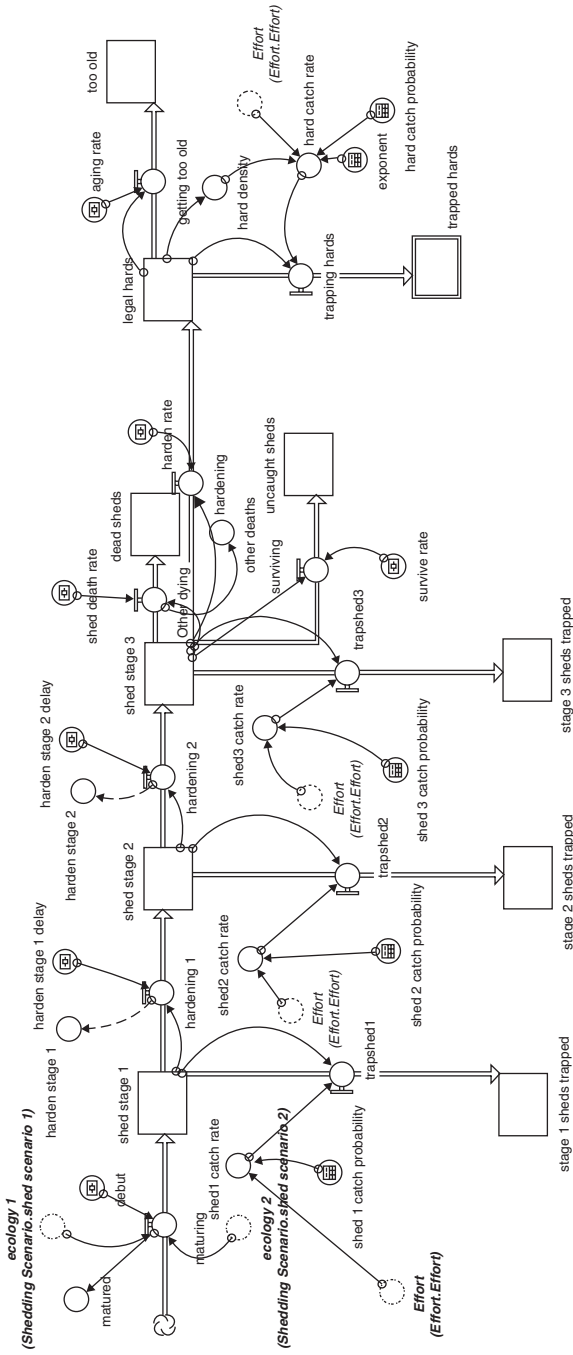 ecology 1
(Shedding Scenario.shed scenario 1)
matured
debut
maturing
ecology 2
(Shedding Scenario.shed scenario 2)
Effort
(Effort.Effort)
shed 1 catch probability
shed1 catch rate
shed stage 1
trapshed1
stage 1 sheds trapped
harden stage 1
harden stage 1 delay
hardening 1
Effort
(Effort.Effort)
shed 2 catch probability
shed2 catch rate
shed stage 2
trapshed2
stage 2 sheds trapped
harden stage 2
harden stage 2 delay
hardening 2
Effort
(Effort.Effort)
shed 3 catch probability
shed3 catch rate
shed stage 3
trapshed3
stage 3 sheds trapped
shed death rate
Other dying
dead sheds
other deaths
harden rate
hardening
surviving
survive rate
uncaught sheds
legal hards
aging rate
getting too old
too old
hard density
Effort
(Effort.Effort)
hard catch rate
exponent
hard catch probability
trapping hards
trapped hards